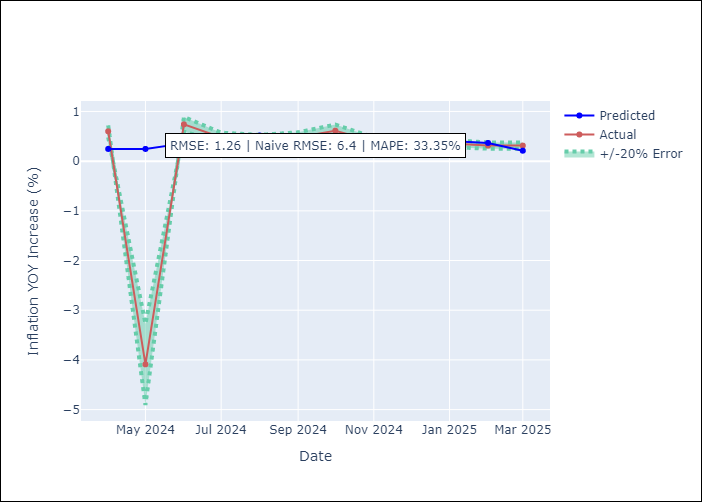 Predicted
Actual
+/-20% Error
RMSE: 1.26 | Naive RMSE: 6.4 | MAPE: 33.35%
1
0
−1
−2
−3
−4
−5
Inflation YOY Increase (%)
May 2024 Jul 2024 Sep 2024 Nov 2024 Jan 2025 Mar 2025
Date